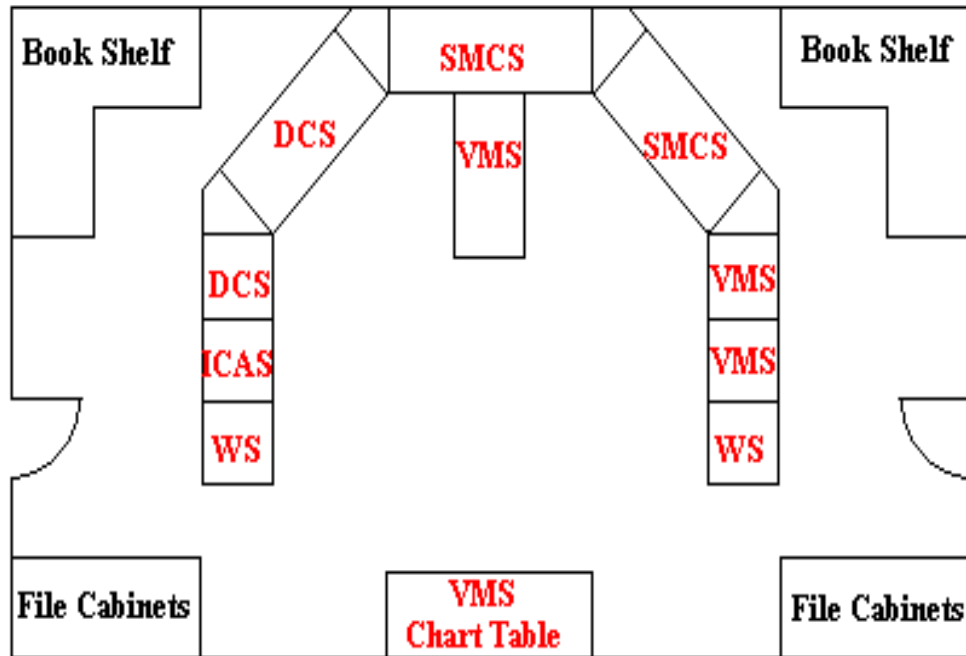 Book Shelf
SMCS
Book Shelf
DCS
VMS
SMCS
DCS
VMS
ICAS
VMS
WS
WS
File Cabinets
VMS
Chart Table
File Cabinets